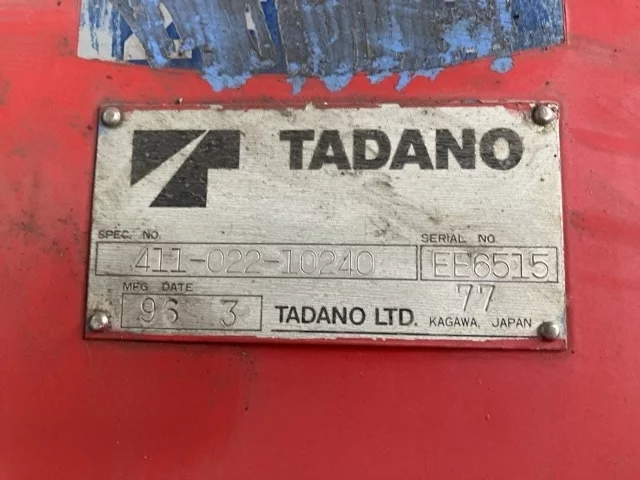 TADANO
SPEC. NO.
SERIAL NO.
411-022-10240
EE6515
MFG DATE
77
96 3
TADANO LTD.
KAGAWA, JAPAN